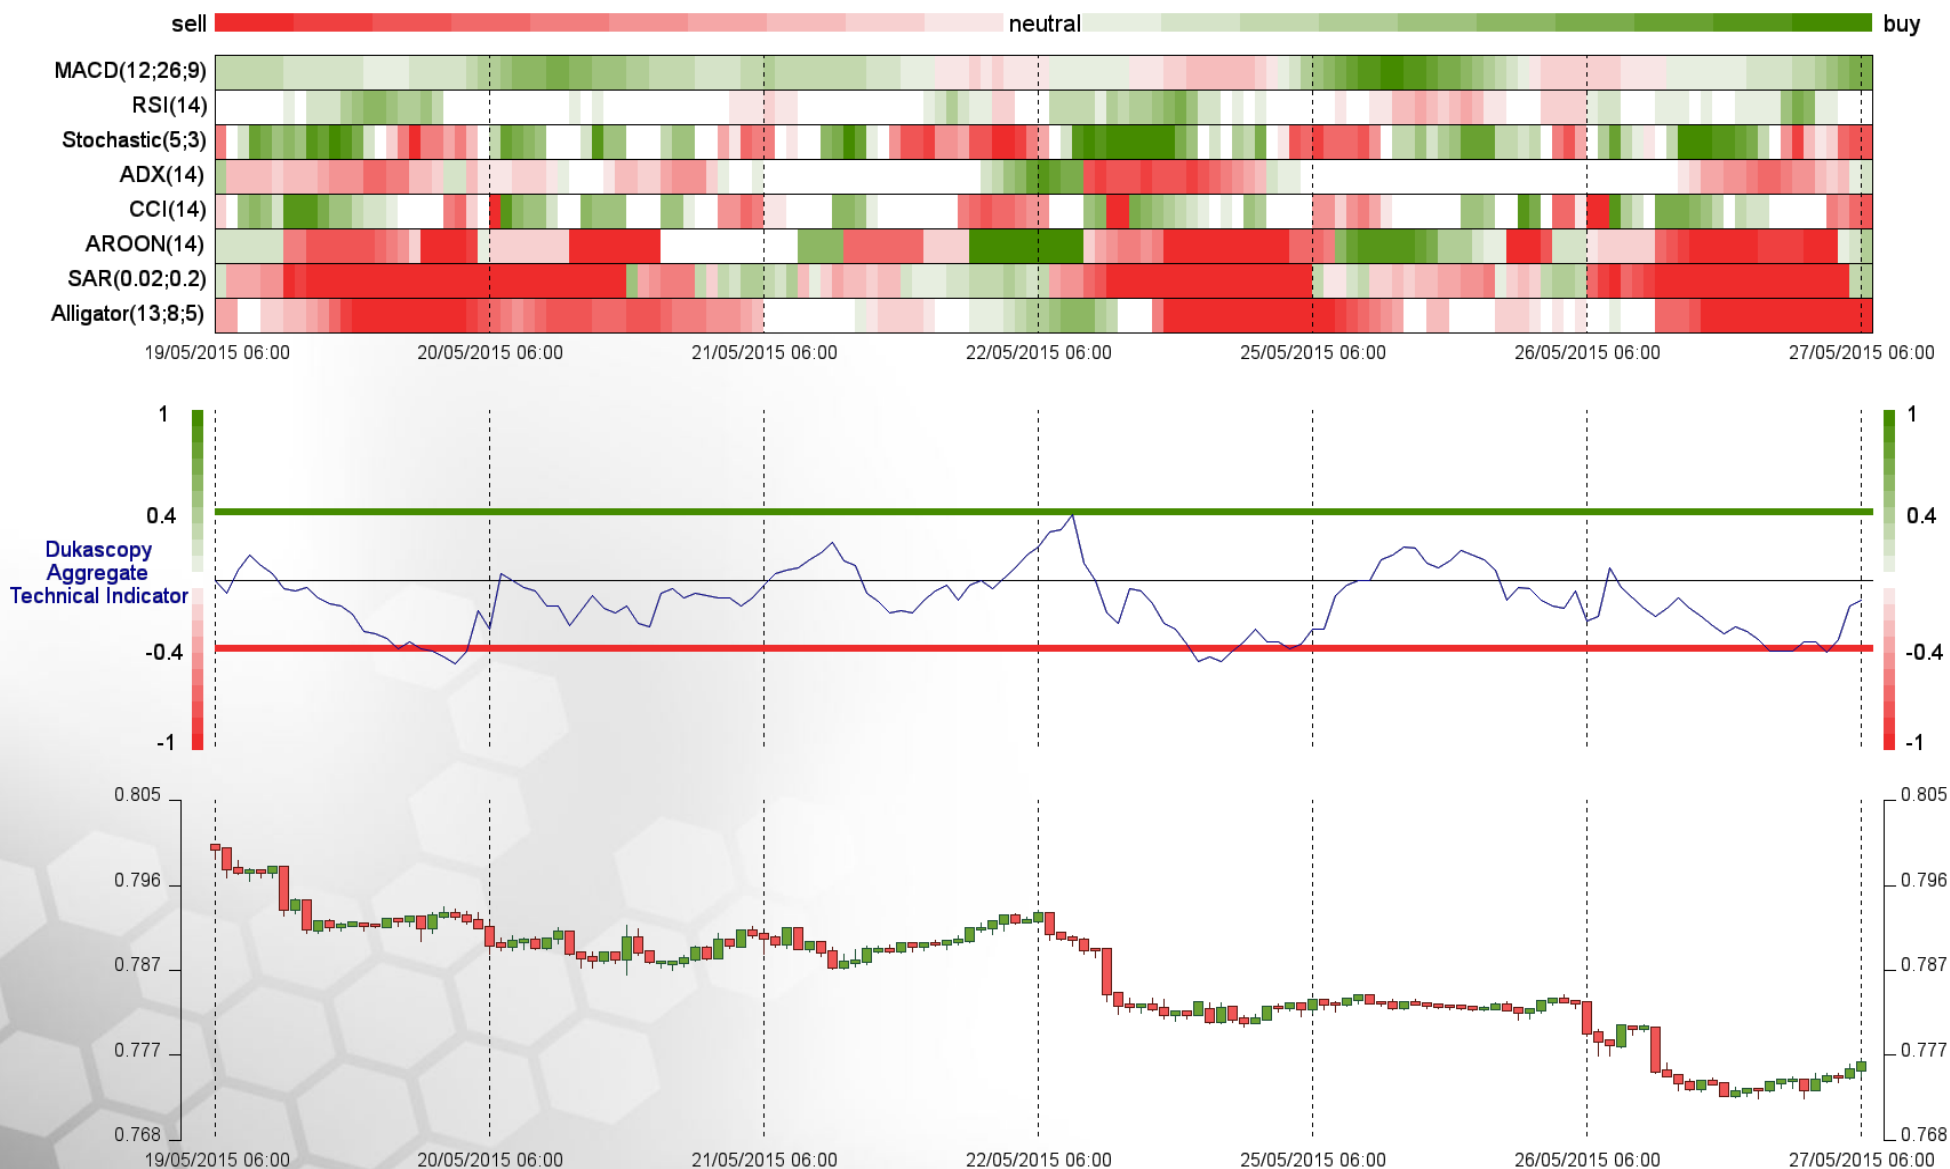 sell neutral buy
MACD(12;26;9)
RSI(14)
Stochastic(5;3)
ADX(14)
CCI(14)
AROON(14)
SAR(0.02;0.2)
Alligator(13;8;5)
19/05/2015 06:00 20/05/2015 06:00 21/05/2015 06:00 22/05/2015 06:00 25/05/2015 06:00 26/05/2015 06:00 27/05/2015 06:00
1 1
0.4 0.4
Dukascopy
Aggregate
Technical Indicator
-0.4 -0.4
-1 -1
0.805 0.805
0.796 0.796
0.787 0.787
0.777 0.777
0.768 0.768
19/05/2015 06:00 20/05/2015 06:00 21/05/2015 06:00 22/05/2015 06:00 25/05/2015 06:00 26/05/2015 06:00 27/05/2015 06:00